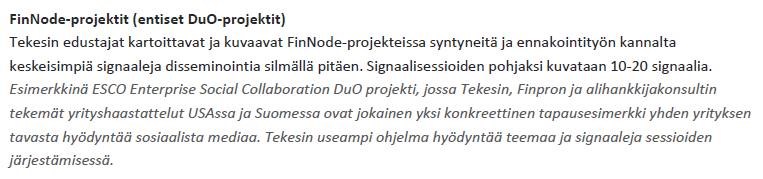 FinNode-projektit (entiset DuO-projektit)
Tekesin edustajat kartoittavat ja kuvaavat FinNode-projekteissa syntyneitä ja ennakointityön kannalta
keskeisimpiä signaaleja disseminointia silmällä pitäen. Signaalisessioiden pohjaksi kuvataan 10-20 signaalia.
Esimerkkinä ESCO Enterprise Social Collaboration DuO projekti, jossa Tekesin, Finpron ja alihankkijakonsultin
tekemät yrityshaastattelut USAssa ja Suomessa ovat jokainen yksi konkreettinen tapausesimerkki yhden yrityksen
tavasta hyödyntää sosiaalista mediaa. Tekesin useampi ohjelma hyödyntää teemaa ja signaaleja sessioiden
järjestämisessä.